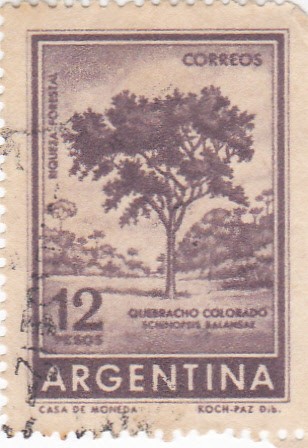 CORREOS
RIQUEZA FORESTAL
12
PESOS
QUEBRACHO COLORADO
SCHINOPSIS BALANSAE
ARGENTINA
CASA DE MONEDA KOCH-PAZ Dib.